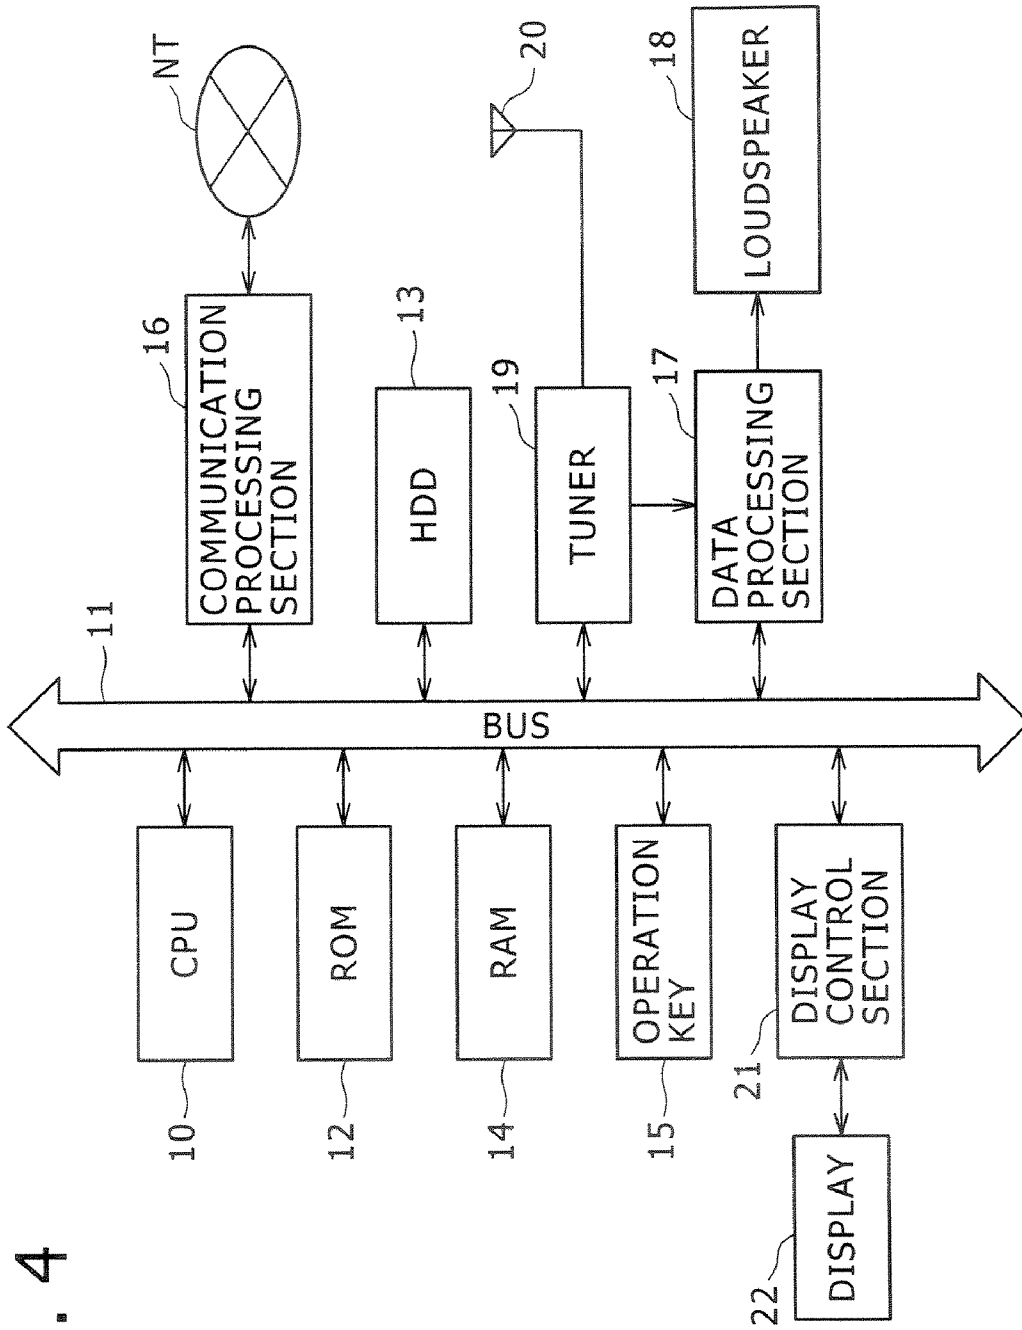 . 4
10
CPU
12
ROM
14
RAM
15
OPERATION
KEY
21
DISPLAY
CONTROL
SECTION
22
DISPLAY
11
BUS
16
COMMUNICATION
PROCESSING
SECTION
NT
13
HDD
19
TUNER
20
17
DATA
PROCESSING
SECTION
18
LOUDSPEAKER